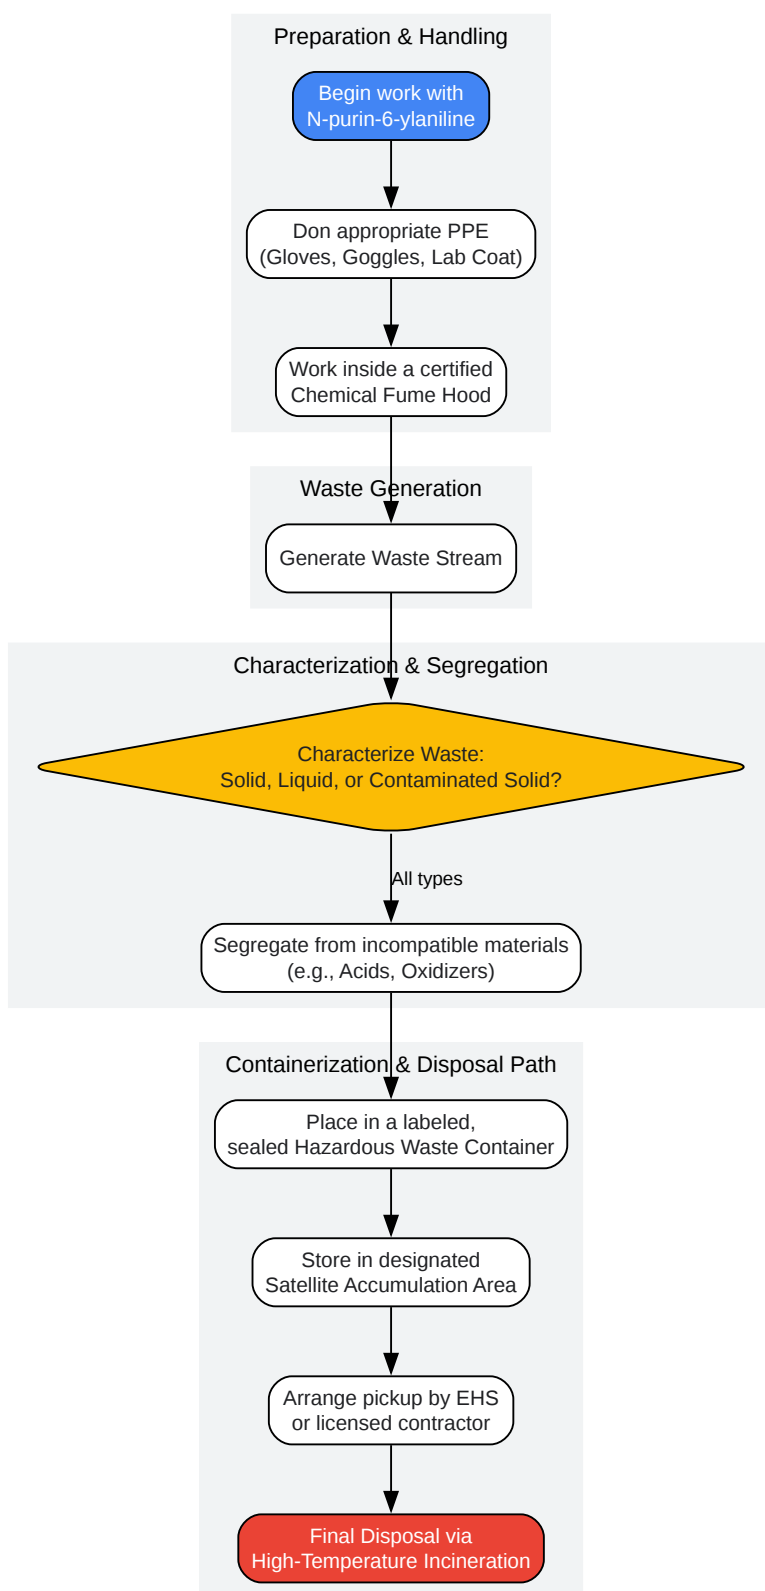 Preparation & Handling
Begin work with
N-purin-6-ylaniline
Don appropriate PPE
(Gloves, Goggles, Lab Coat)
Work inside a certified
Chemical Fume Hood
Waste Generation
Generate Waste Stream
Characterization & Segregation
Characterize Waste:
Solid, Liquid, or Contaminated Solid?
All types
Segregate from incompatible materials
(e.g., Acids, Oxidizers)
Containerization & Disposal Path
Place in a labeled,
sealed Hazardous Waste Container
Store in designated
Satellite Accumulation Area
Arrange pickup by EHS
or licensed contractor
Final Disposal via
High-Temperature Incineration